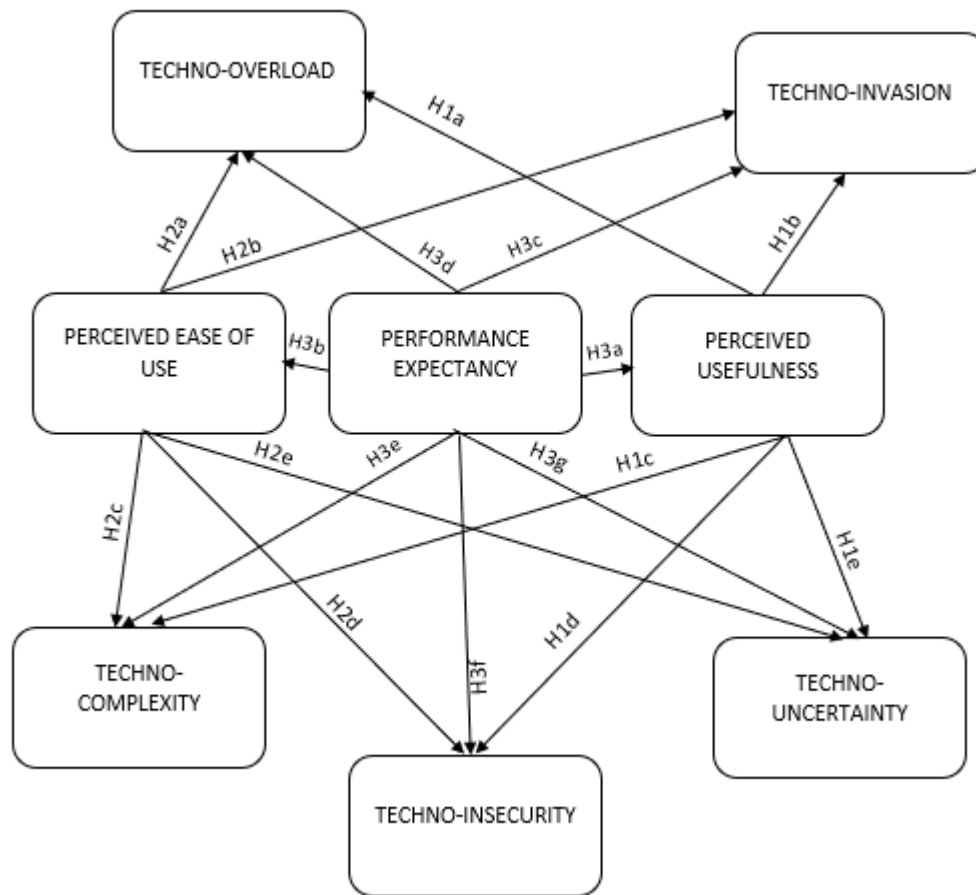 TECHNO-OVERLOAD
TECHNO-INVASION
H1a
H2a
H2b
H3d
H3c
H1b
PERCEIVED EASE OF
USE
H3b
PERFORMANCE
EXPECTANCY
H3a
PERCEIVED
USEFULNESS
H2c
H2e
H3e
H3g
H1c
H1e
H2d
H3f
H1d
TECHNO-
COMPLEXITY
TECHNO-INSECURITY
TECHNO-
UNCERTAINTY